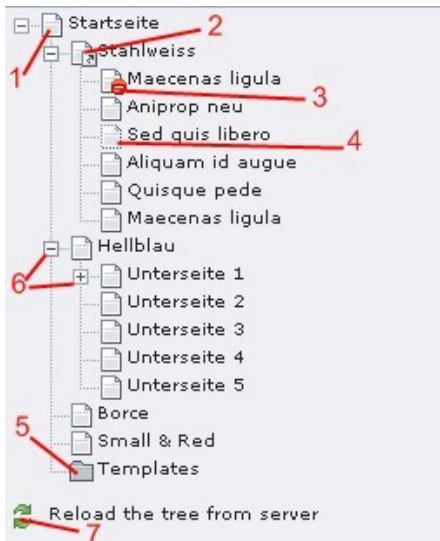 Startseite
2
1
Stahlweiss
Maecenas ligula
3
Aniprop neu
Sed quis libero
4
Aliquam id augue
Quisque pede
Maecenas ligula
Hellblau
6
Unterseite 1
Unterseite 2
Unterseite 3
Unterseite 4
Unterseite 5
Borce
5
Small & Red
Templates
Reload the tree from server
7